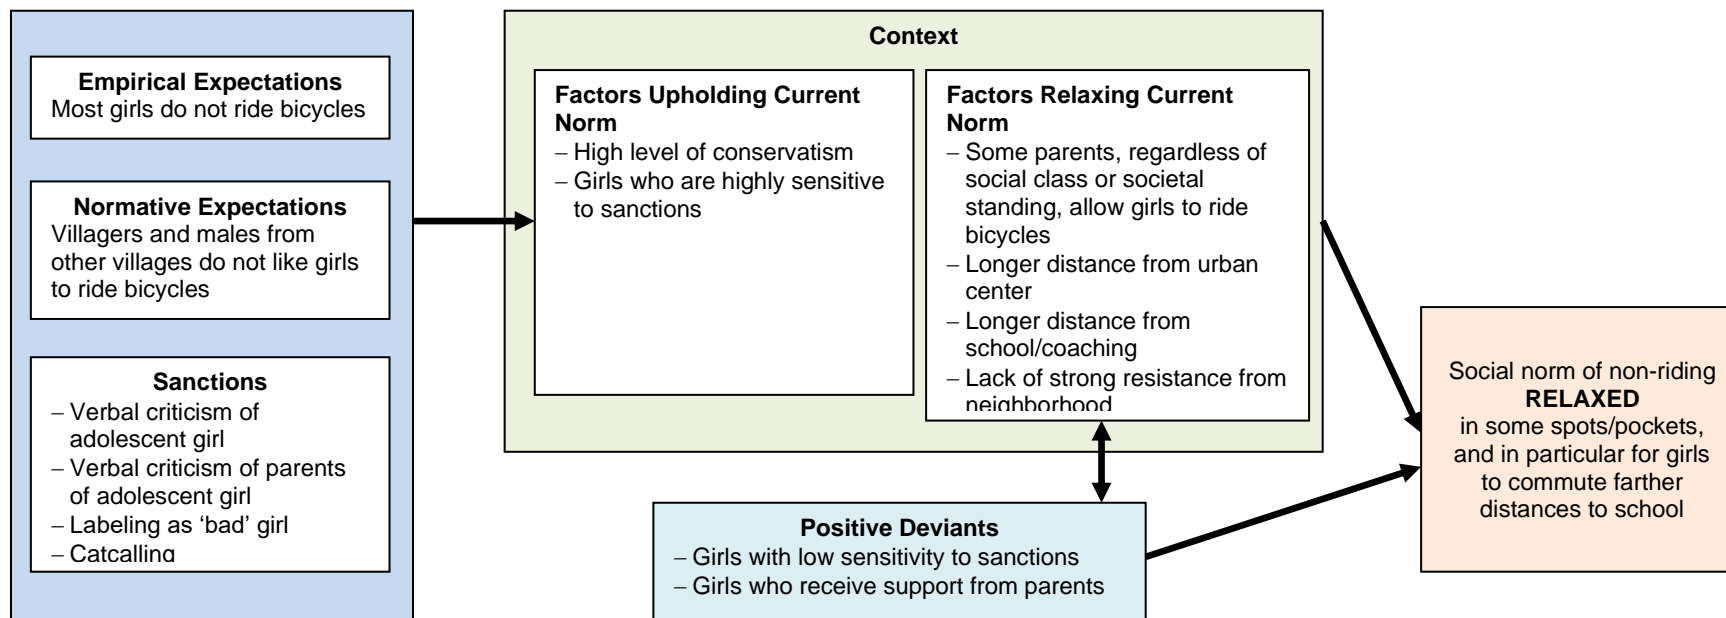 Empirical Expectations
Most girls do not ride bicycles
Normative Expectations
Villagers and males from
other villages do not like girls
to ride bicycles
Sanctions
– Verbal criticism of
adolescent girl
– Verbal criticism of parents
of adolescent girl
– Labeling as ‘bad’ girl
– Catcalling
Context
Factors Upholding Current
Norm
– High level of conservatism
– Girls who are highly sensitive
to sanctions
Factors Relaxing Current
Norm
– Some parents, regardless of
social class or societal
standing, allow girls to ride
bicycles
– Longer distance from urban
center
– Longer distance from
school/coaching
– Lack of strong resistance from
neighborhood
Positive Deviants
– Girls with low sensitivity to sanctions
– Girls who receive support from parents
Social norm of non-riding
RELAXED
in some spots/pockets,
and in particular for girls
to commute farther
distances to school